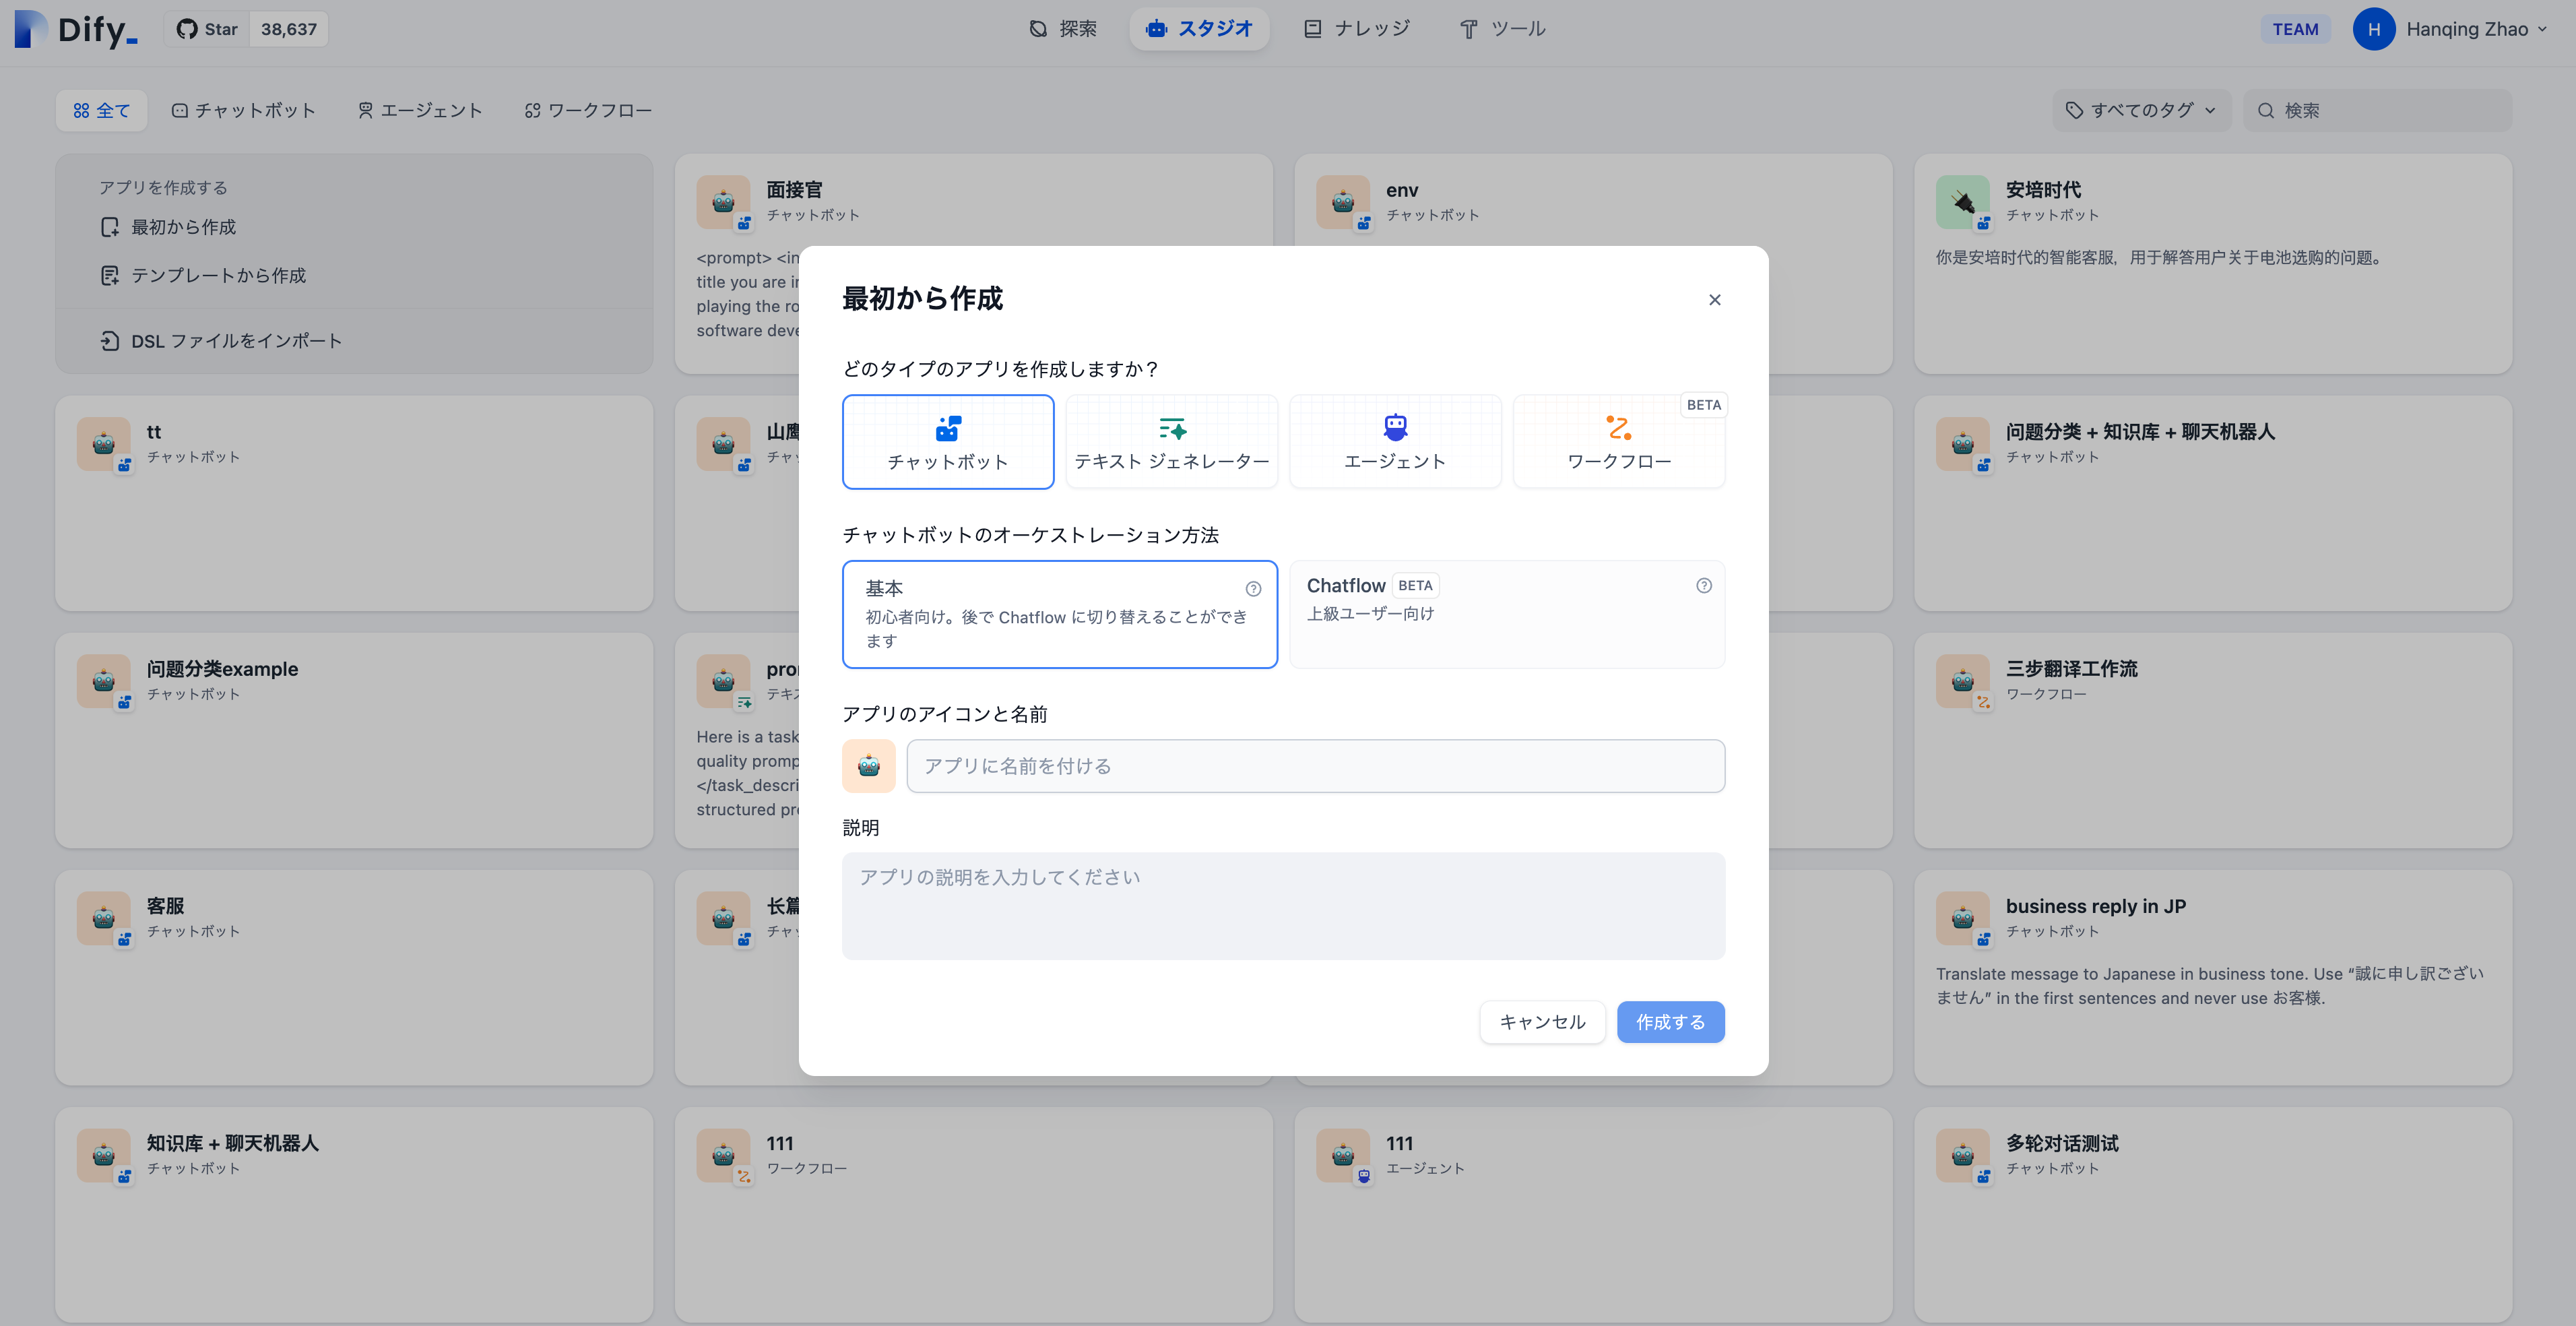 Dify_
Star 38,637
探索
スタジオ
ナレッジ
ツール
TEAM
H
Hanqing Zhao
全て
チャットボット
エージェント
ワークフロー
すべてのタグ
検索
アプリを作成する
最初から作成
テンプレートから作成
DSL ファイルをインポート
面接官
チャットボット
<prompt> <in
title you are in
playing the ro
software deve
env
チャットボット
安培时代
チャットボット
你是安培时代的智能客服，用于解答用户关于电池选购的问题。
最初から作成
どのタイプのアプリを作成しますか？
チャットボット
テキスト ジェネレーター
エージェント
ワークフロー
BETA
チャットボットのオーケストレーション方法
基本
初心者向け。後で Chatflow に切り替えることができ
ます
Chatflow BETA
上級ユーザー向け
アプリのアイコンと名前
アプリに名前を付ける
説明
アプリの説明を入力してください
キャンセル
作成する
tt
チャットボット
山鹰
チャッ
问题分类 + 知识库 + 聊天机器人
チャットボット
问题分类example
チャットボット
pro
テキ
Here is a task
quality promp
</task_descri
structured pr
三步翻译工作流
ワークフロー
客服
チャットボット
长篇
チャッ
business reply in JP
チャットボット
Translate message to Japanese in business tone. Use “誠に申し訳ござい
ません” in the first sentences and never use お客様.
知识库 + 聊天机器人
チャットボット
111
ワークフロー
111
エージェント
多轮对话测试
チャットボット